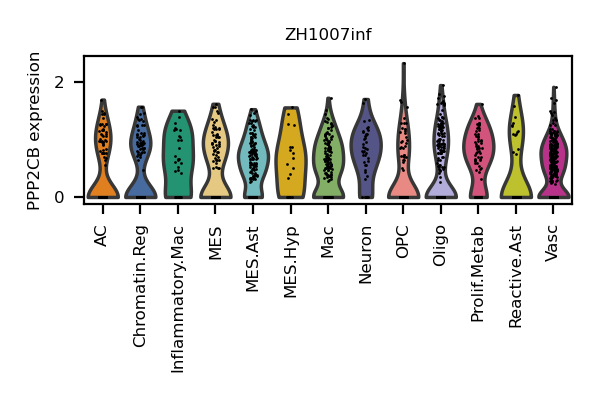 ZH1007inf
PPP2CB expression
2
0
AC
Chromatin.Reg
Inflammatory.Mac
MES
MES.Ast
MES.Hyp
Mac
Neuron
OPC
Oligo
Prolif.Metab
Reactive.Ast
Vasc